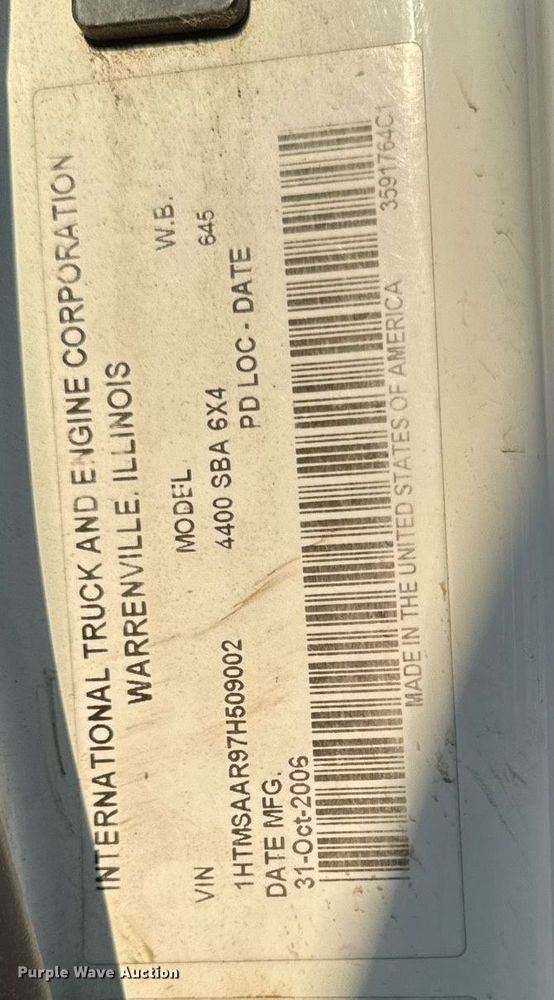 INTERNATIONAL TRUCK AND ENGINE CORPORATION
WARRENVILLE, ILLINOIS
VIN MODEL W.B.
1HTMSAAR97H509002 4400 SBA 6X4 645
DATE MFG. PD LOC - DATE
31-Oct-2006
MADE IN THE UNITED STATES OF AMERICA 3591764C1
Purple Wave Auction